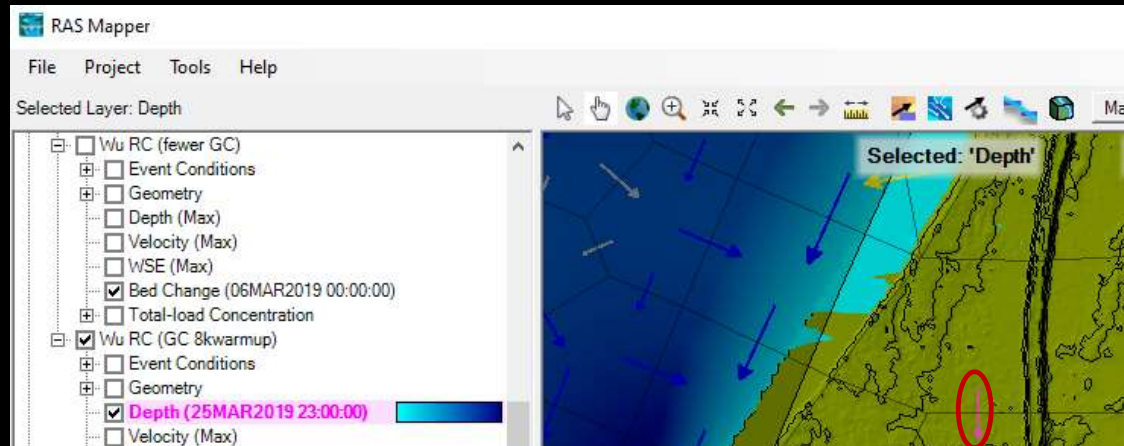 RAS Mapper
File Project Tools Help
Selected Layer: Depth
Ma
Wu RC (fewer GC)
Event Conditions
Geometry
Depth (Max)
Velocity (Max)
WSE (Max)
Bed Change (06MAR2019 00:00:00)
Total-load Concentration
Wu RC (GC 8kwarmup)
Event Conditions
Geometry
Depth (25MAR2019 23:00:00)
Velocity (Max)
Selected: 'Depth'